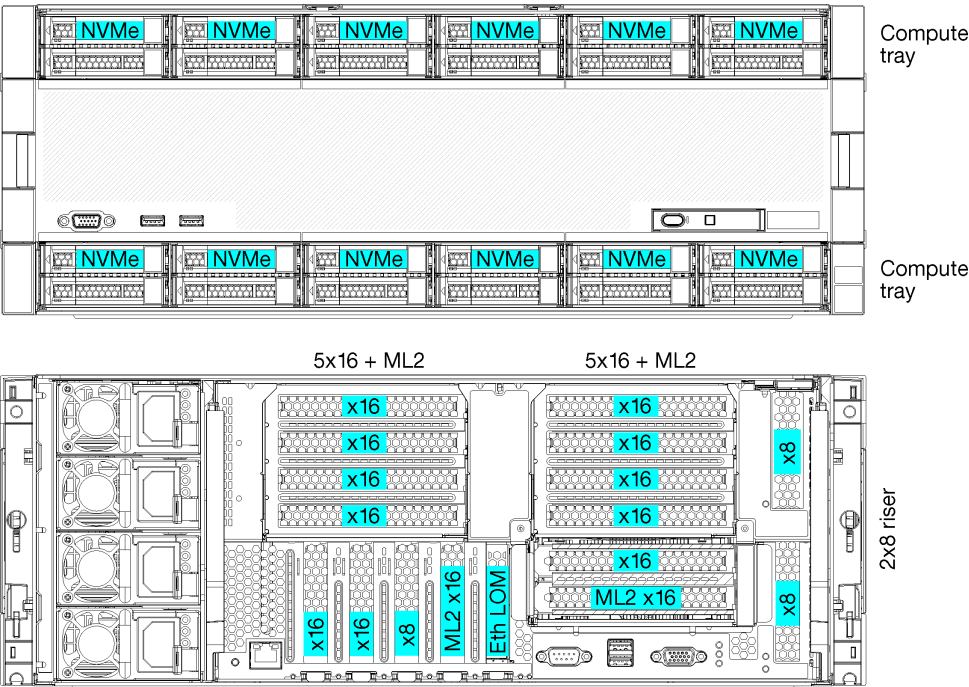 NVMe NVMe NVMe NVMe NVMe NVMe
Compute
tray
NVMe NVMe NVMe NVMe NVMe NVMe
Compute
tray
5x16 + ML2 5x16 + ML2
x16 x16
x16 x16
x16 x16
x16 x16
x8
2x8 riser
x16
ML2 x16
x16
x16
x8
ML2 x16
Eth LOM
x8